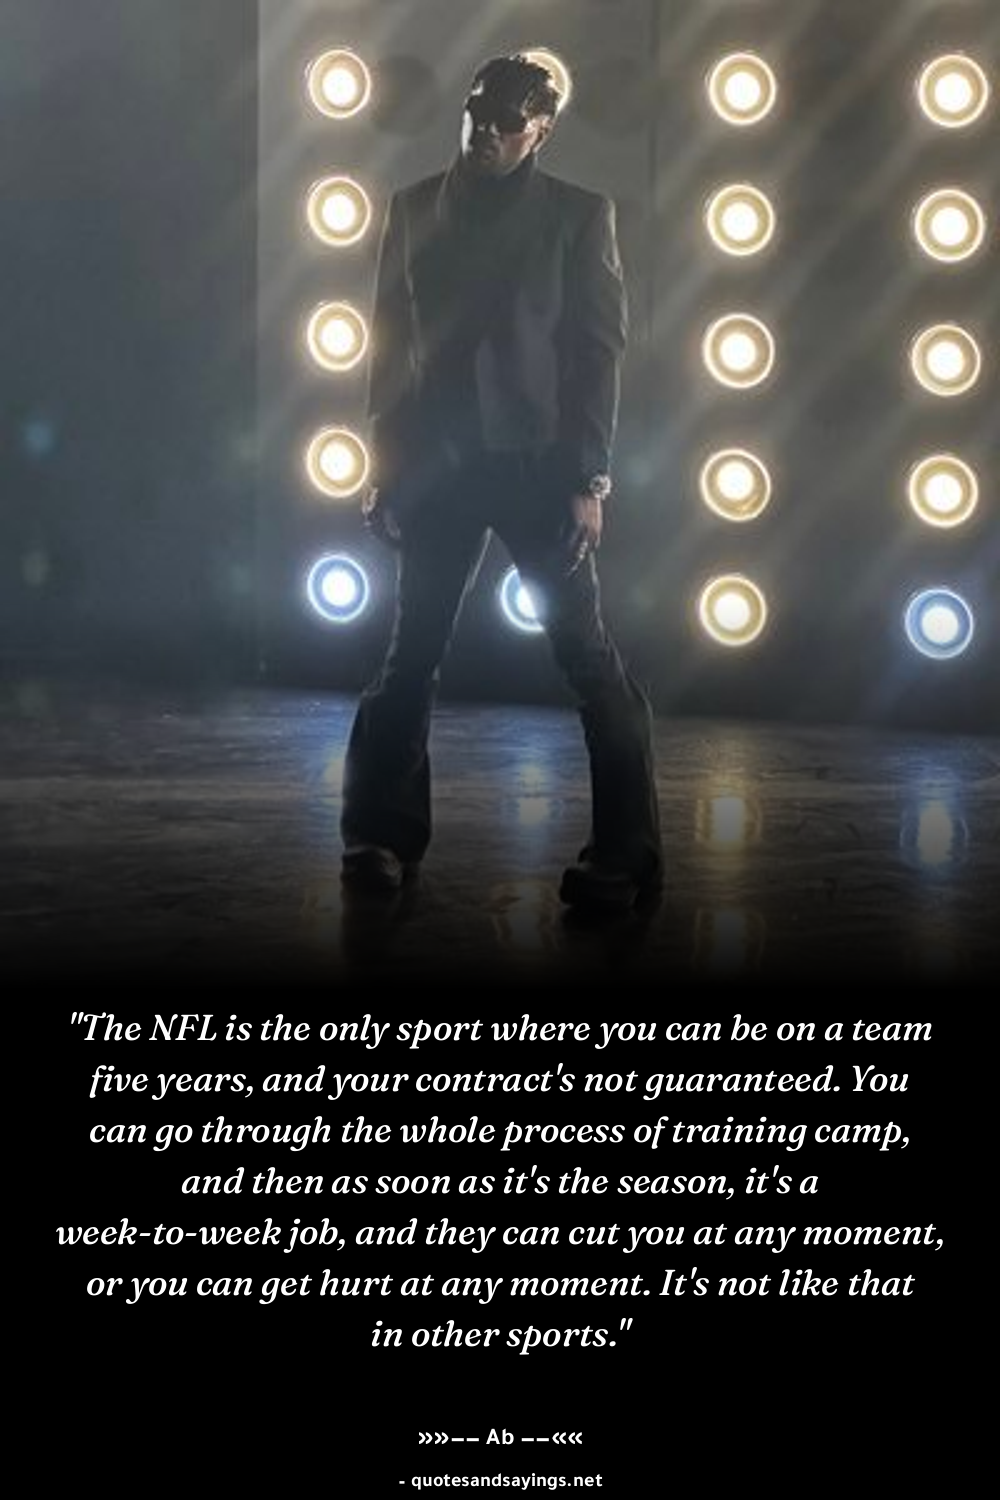 "The NFL is the only sport where you can be on a team
five years, and your contract's not guaranteed. You
can go through the whole process of training camp,
and then as soon as it's the season, it's a
week-to-week job, and they can cut you at any moment,
or you can get hurt at any moment. It's not like that
in other sports."
»»−− Ab −−««
- quotesandsayings.net